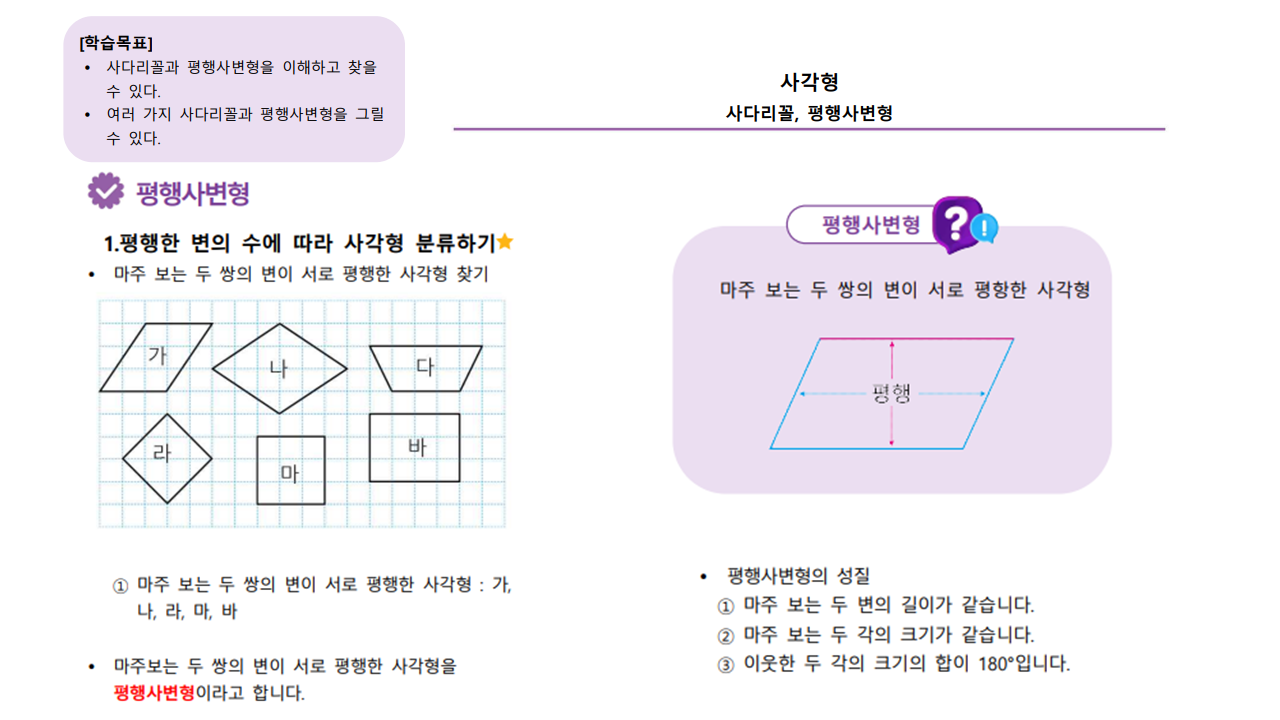 [학습목표]
• 사다리꼴과 평행사변형을 이해하고 찾을
수 있다.
• 여러 가지 사다리꼴과 평행사변형을 그릴
수 있다.
사각형
사다리꼴, 평행사변형
평행사변형
1.평행한 변의 수에 따라 사각형 분류하기
• 마주 보는 두 쌍의 변이 서로 평행한 사각형 찾기
가
나
다
라
마
바
① 마주 보는 두 쌍의 변이 서로 평행한 사각형 : 가,
나, 라, 마, 바
• 마주보는 두 쌍의 변이 서로 평행한 사각형을
평행사변형이라고 합니다.
평행사변형
?
!
마주 보는 두 쌍의 변이 서로 평항한 사각형
평행
• 평행사변형의 성질
① 마주 보는 두 변의 길이가 같습니다.
② 마주 보는 두 각의 크기가 같습니다.
③ 이웃한 두 각의 크기의 합이 180°입니다.